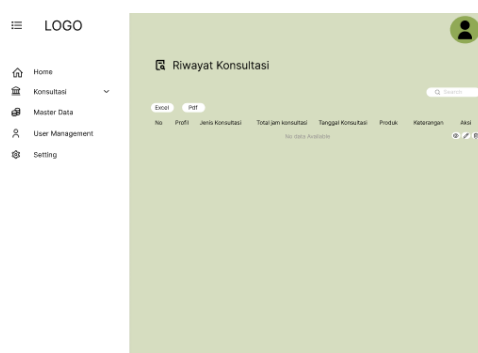 LOGO
Home
Konsultasi
Master Data
User Management
Setting
Riwayat Konsultasi
Search
Excel Pdf
No Profil Jenis Konsultasi Total jam konsultasi Tanggal Konsultasi Produk Keterangan Aksi
No data Available